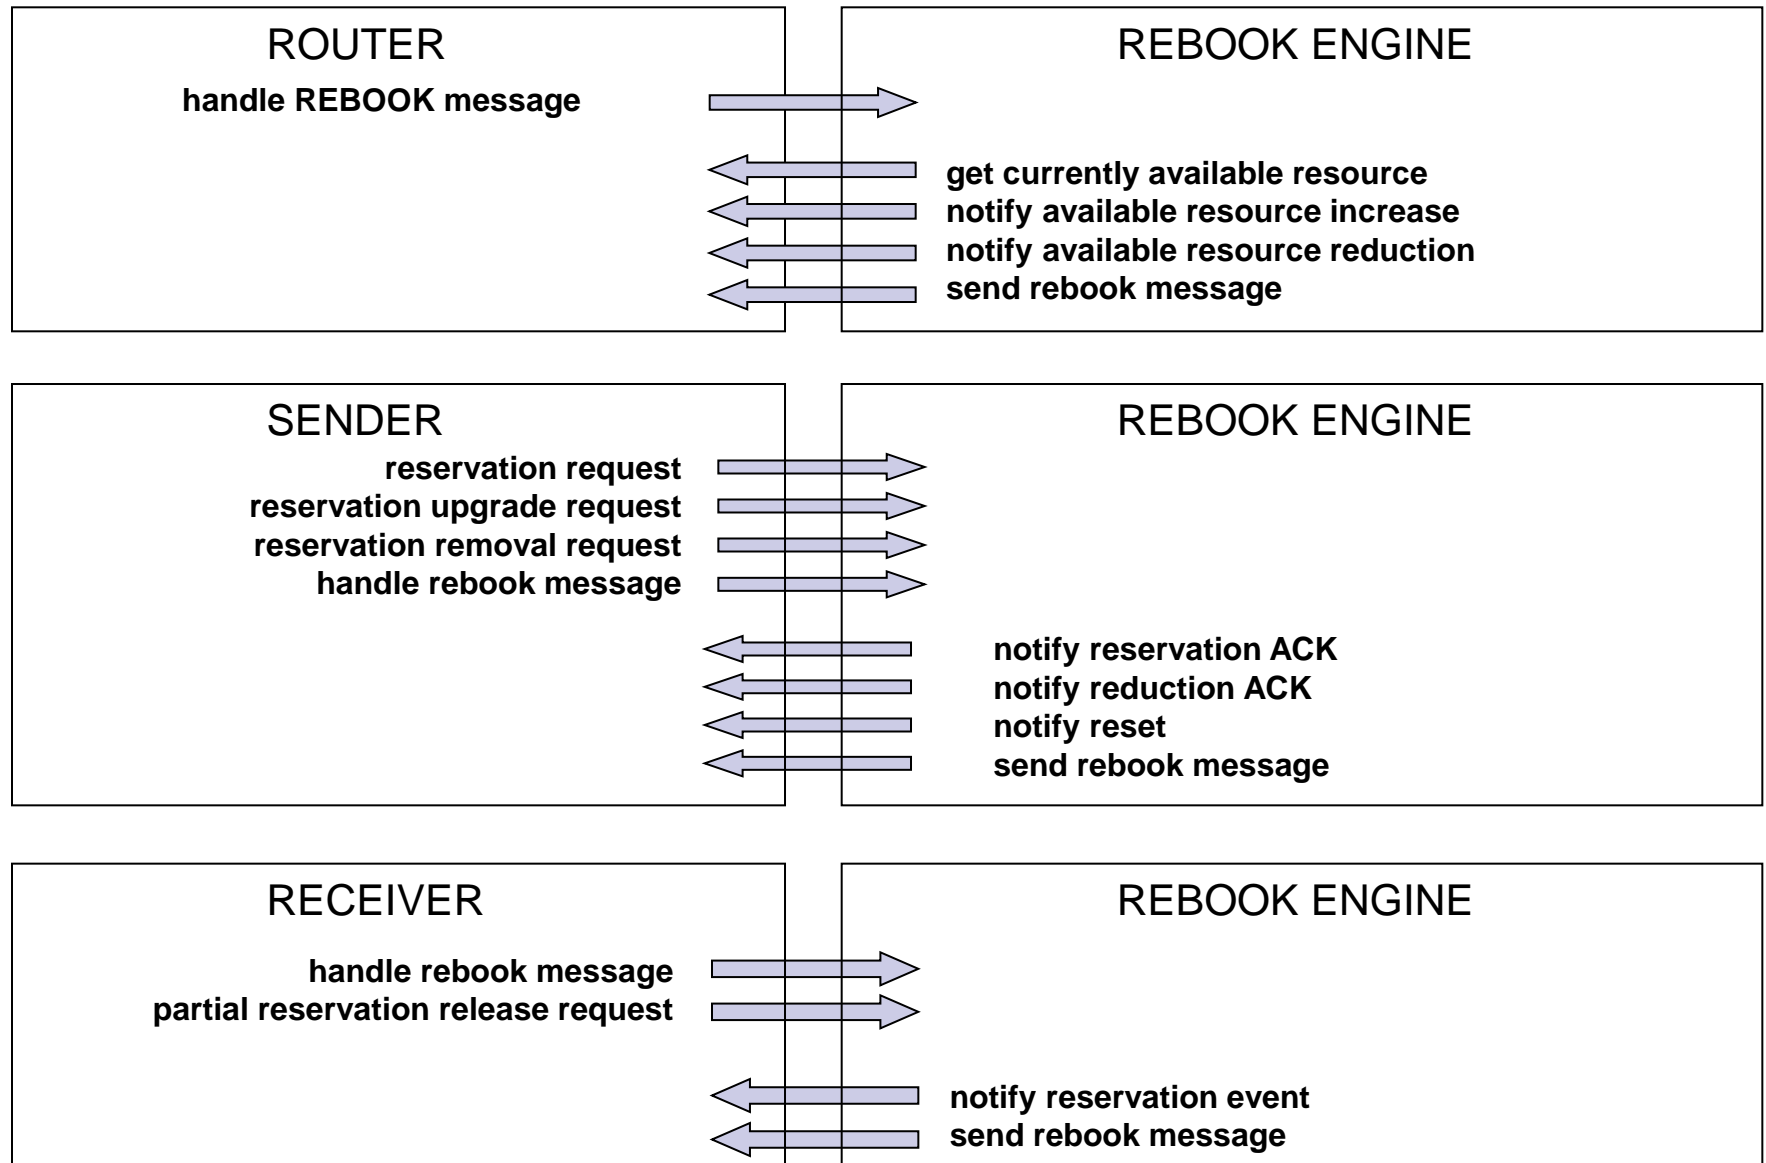 ROUTER
REBOOK ENGINE
handle REBOOK message
get currently available resource
notify available resource increase
notify available resource reduction
send rebook message
SENDER
REBOOK ENGINE
reservation request
reservation upgrade request
reservation removal request
handle rebook message
notify reservation ACK
notify reduction ACK
notify reset
send rebook message
RECEIVER
REBOOK ENGINE
handle rebook message
partial reservation release request
notify reservation event
send rebook message